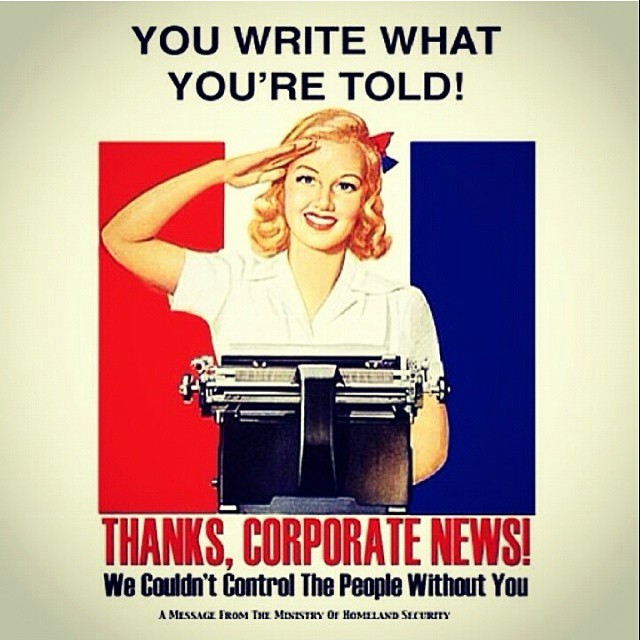 YOU WRITE WHAT
YOU'RE TOLD!
THANKS, CORPORATE NEWS!
We Couldn't Control The People Without You
A Message From The Ministry Of Homeland Security